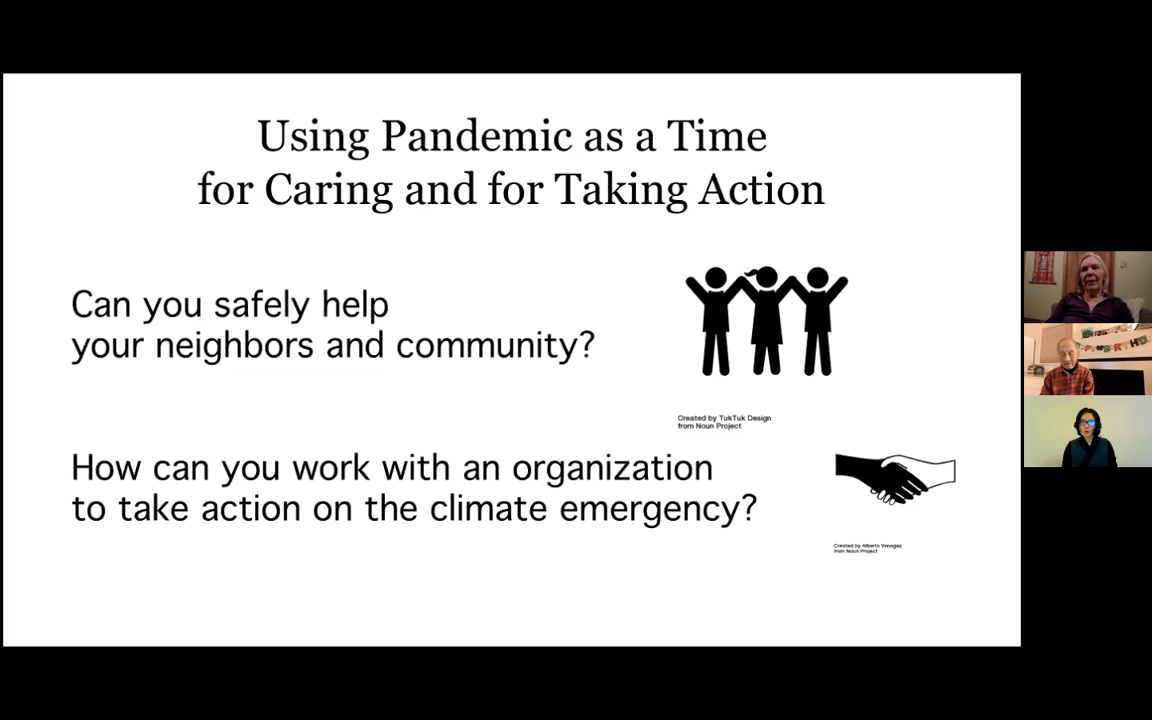 Using Pandemic as a Time
for Caring and for Taking Action
Can you safely help
your neighbors and community?
Created by TukTuk Design
from Noun Project
How can you work with an organization
to take action on the climate emergency?
Created by Alberto Venegas
from Noun Project